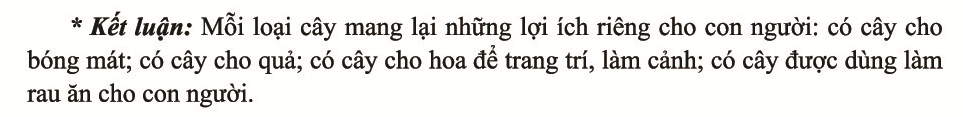 * Kết luận: Mỗi loại cây mang lại những lợi ích riêng cho con người: có cây cho
bóng mát; có cây cho quả; có cây cho hoa để trang trí, làm cảnh; có cây được dùng làm
rau ăn cho con người.